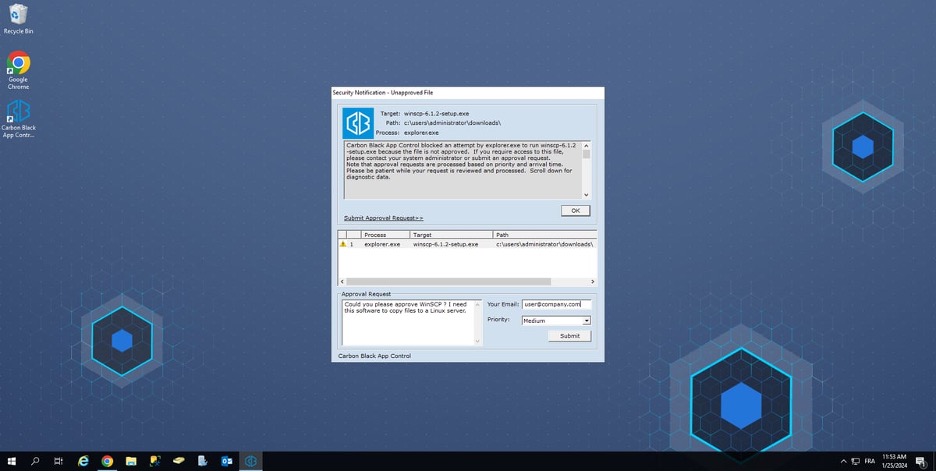 Recycle Bin
Google
Chrome
Carbon Black
App Contr...
Security Notification - Unapproved File
Target: winscp-6.1.2-setup.exe
Path: c:\users\administrator\downloads\
Process: explorer.exe
Carbon Black App Control blocked an attempt by explorer.exe to run winscp-6.1.2
-setup.exe because the file is not approved. If you require access to this file,
please contact your system administrator or submit an approval request.
Note that approval requests are processed based on priority and arrival time.
Please be patient while your request is reviewed and processed. Scroll down for
diagnostic data.
OK
Submit Approval Request>>
Process Target Path
1 explorer.exe winscp-6.1.2-setup.exe c:\users\administrator\downloads\
Approval Request
Could you please approve WinSCP ? I need
this software to copy files to a Linux server.
Your Email: user@company.com
Priority: Medium
Submit
Carbon Black App Control
FRA
11:53 AM
1/25/2024